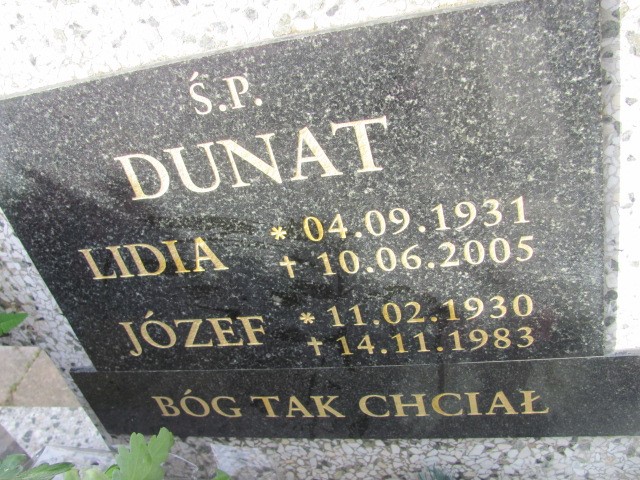 Ś.P.
DUNAT
LIDIA * 04.09.1931
✝ 10.06.2005
JÓZEF * 11.02.1930
✝ 14.11.1983
BÓG TAK CHCIAŁ